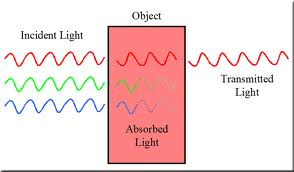 Object
Incident Light
Transmitted
Light
Absorbed
Light